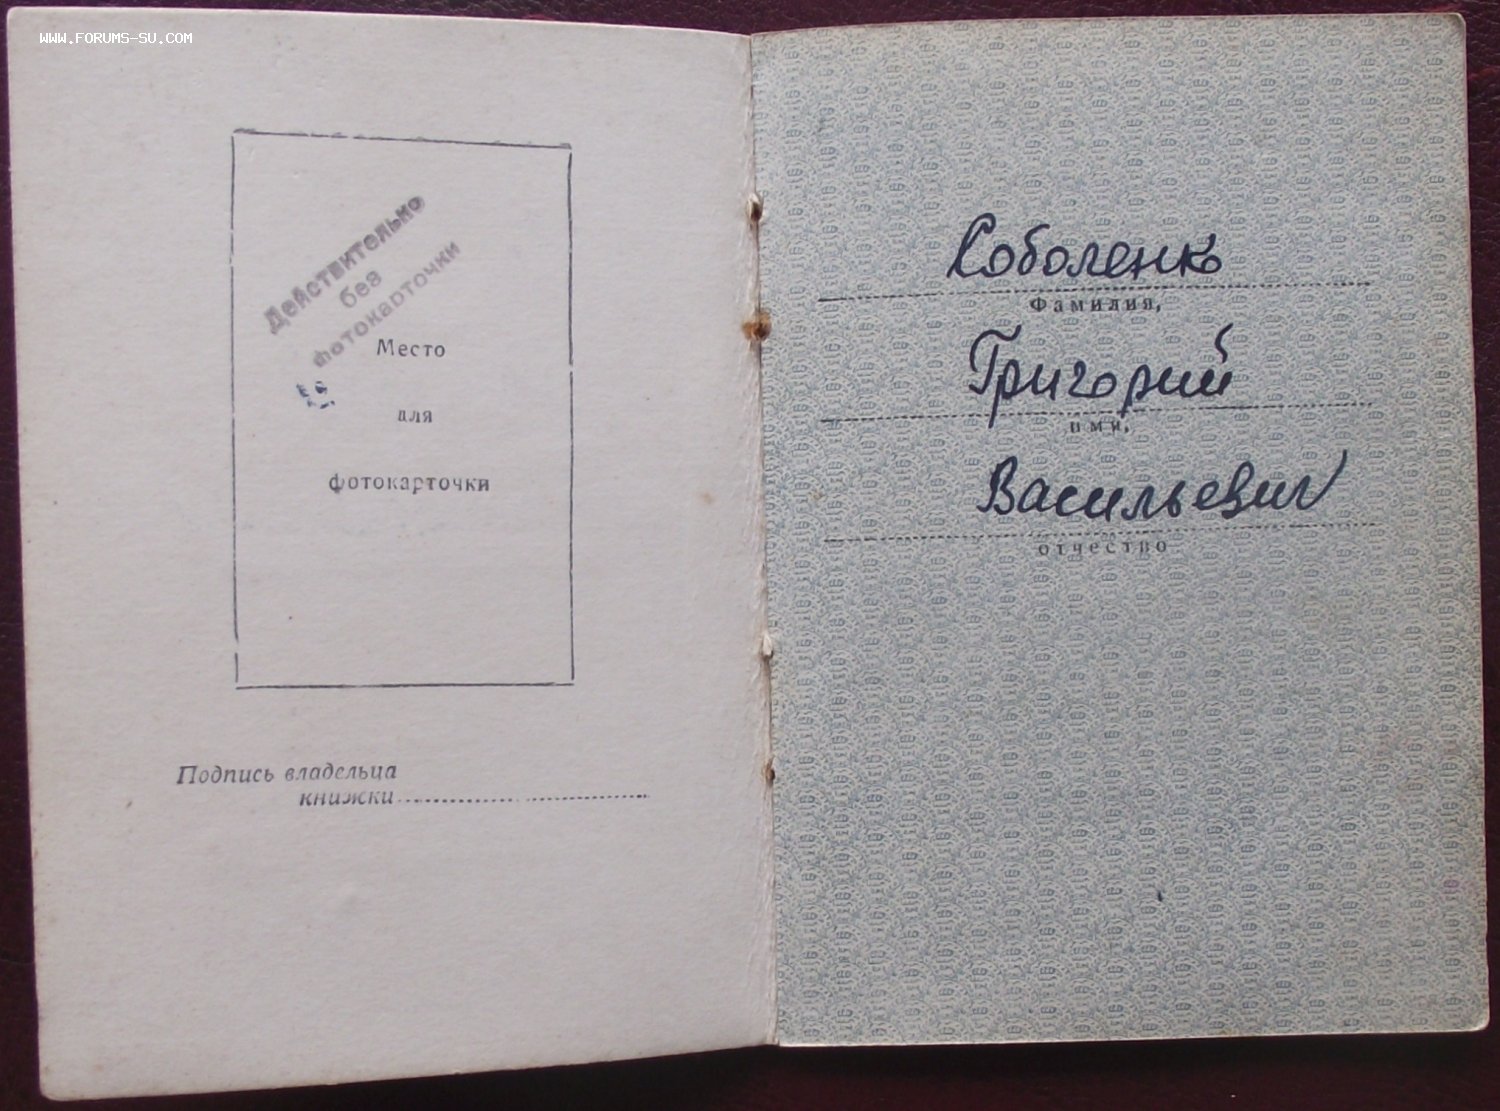 WWW.FORUMS-SU.COM
Действительно
без
фотокарточки
Место
для
фотокарточки
Подпись владельца
книжки
Соболенко
Фамилия,
Григорий
имя,
Васильевич
отчество